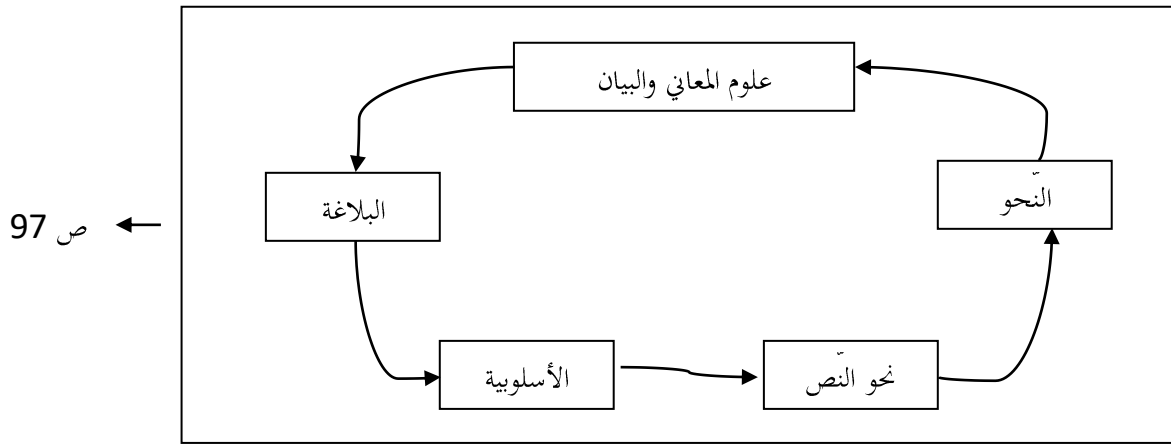 علوم المعاني والبيان
النّحو
البلاغة
ص 97
نحو النّص
الأسلوبية